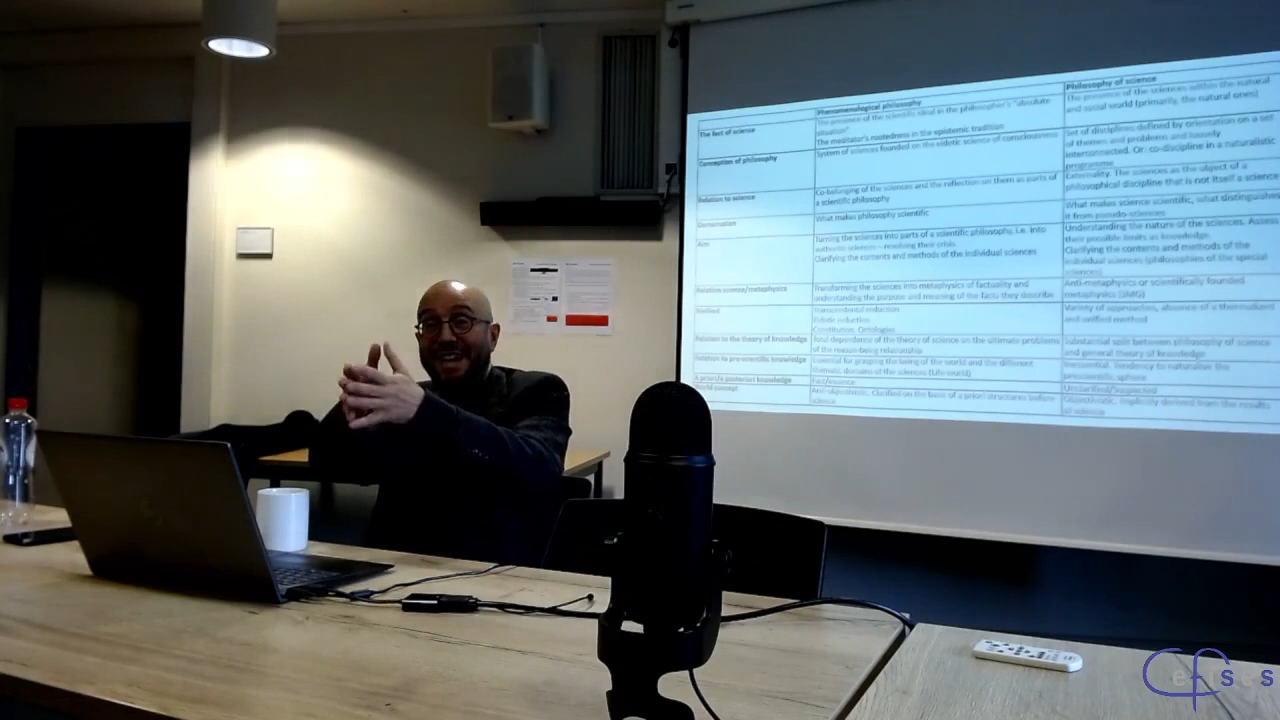 Phenomenological philosophy
Philosophy of science
The fact of science
The presence of the scientific ideal in the philosopher's "absolute
situation".
The meditator's rootedness in the epistemic tradition
The presence of the sciences within the natural
and social world (primarily, the natural ones)
Conception of philosophy
System of sciences founded on the eidetic science of consciousness
Set of disciplines defined by orientation on a set
of themes and problems and loosely
interconnected. Or: co-discipline in a naturalistic
programme
Relation to science
Co-belonging of the sciences and the reflection on them as parts of
a scientific philosophy
Externality. The sciences as the object of a
philosophical discipline that is not itself a science
Demarcation
What makes philosophy scientific
What makes science scientific, what distinguishes
it from pseudo-sciences
Aim
Turning the sciences into parts of a scientific philosophy, i.e. into
authentic sciences – resolving their crisis
Clarifying the contents and methods of the individual sciences
Understanding the nature of the sciences. Assess
their possible limits as knowledge.
Clarifying the contents and methods of the
individual sciences (philosophies of the special
sciences)
Relation science/metaphysics
Transforming the sciences into metaphysics of factuality and
understanding the purpose and meaning of the facts they describe
Anti-metaphysics or scientifically founded
metaphysics (SMG)
Method
Transcendental reduction
Eidetic reduction
Constitution. Ontologies
Variety of approaches, absence of a thematized
and unified method
Relation to the theory of knowledge
Total dependence of the theory of science on the ultimate problems
of the reason-being relationship
Substantial split between philosophy of science
and general theory of knowledge
Relation to pre-scientific knowledge
Essential for grasping the being of the world and the different
thematic domains of the sciences (Life-world)
Inessential. Tendency to naturalize the
prescientific sphere
A priori/a posteriori knowledge
Fact/essence
Unclarified/suspected
World concept
Anti-objectivistic. Clarified on the basis of a priori structures before
science
Objectivistic. Implicitly derived from the results
of science
Cefises